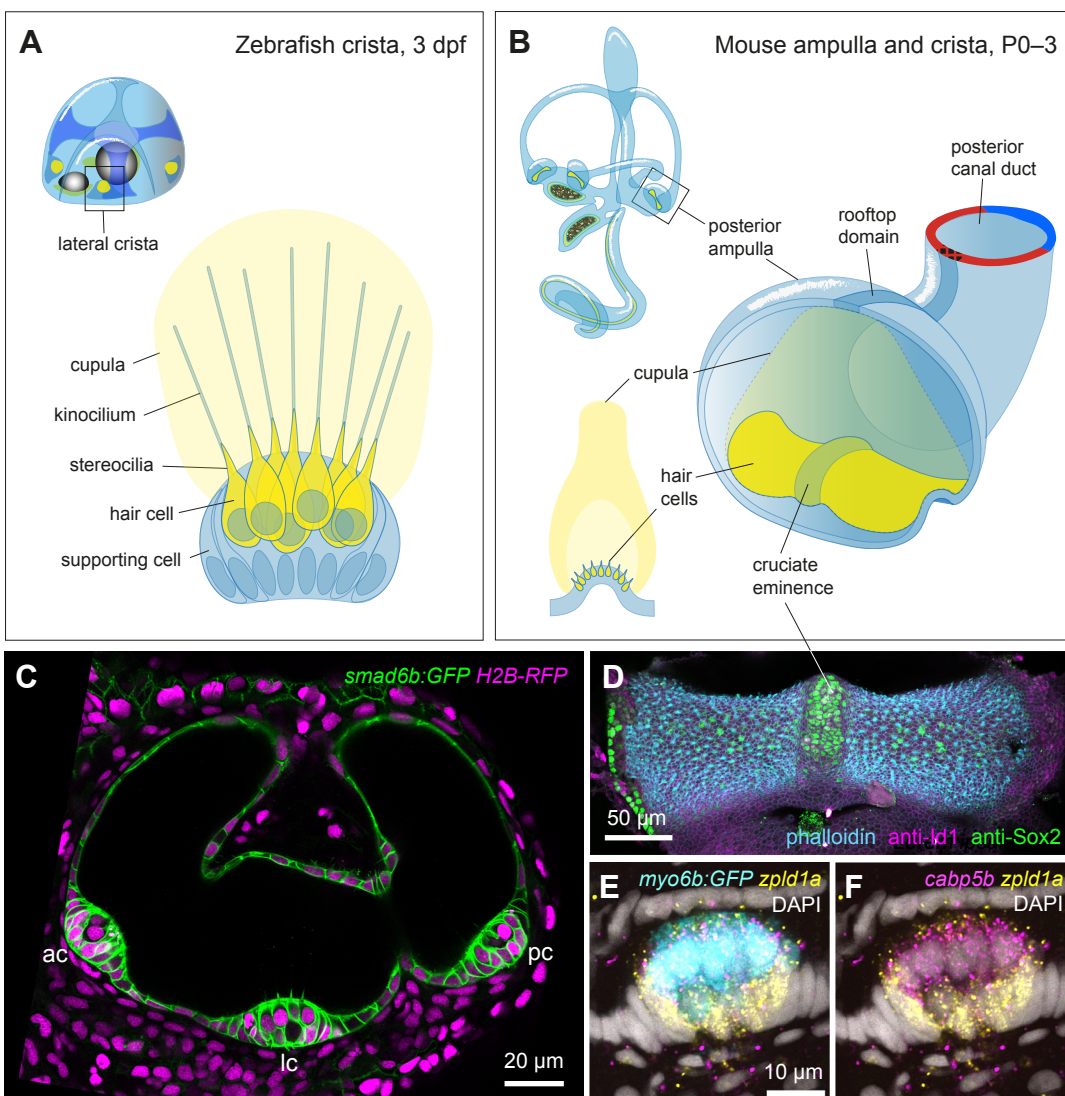 A
Zebrafish crista, 3 dpf
lateral crista
cupula
kinocilium
stereocilia
hair cell
supporting cell
B
Mouse ampulla and crista, P0–3
posterior
canal duct
rooftop
domain
posterior
ampulla
cupula
hair
cells
cruciate
eminence
C
smad6b:GFP H2B-RFP
ac
pc
lc
20 µm
D
50 µm
phalloidin anti-Id1 anti-Sox2
E
myo6b:GFP zpld1a
DAPI
10 µm
F
cabp5b zpld1a
DAPI